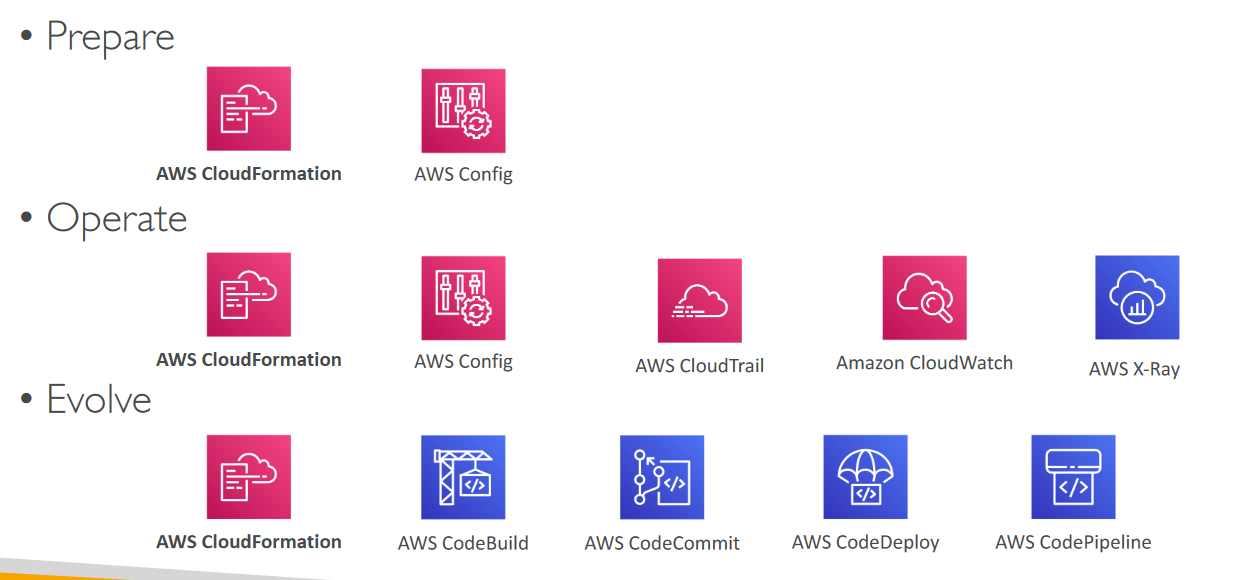 • Prepare
AWS CloudFormation
AWS Config
• Operate
AWS CloudFormation
AWS Config
AWS CloudTrail
Amazon CloudWatch
AWS X-Ray
• Evolve
AWS CloudFormation
AWS CodeBuild
AWS CodeCommit
AWS CodeDeploy
AWS CodePipeline